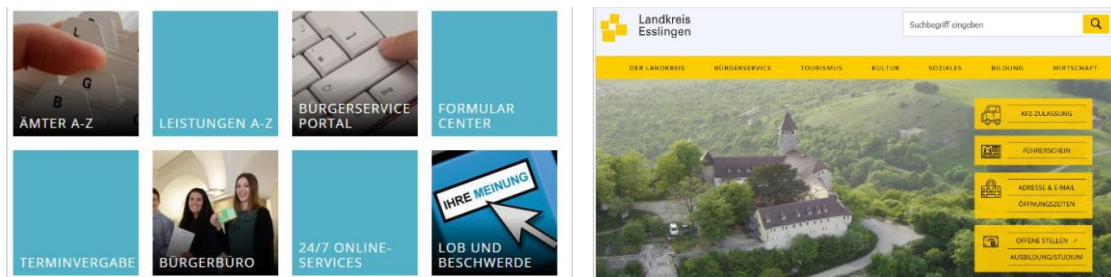 L
G
B
ÄMTER A-Z
LEISTUNGEN A-Z
BÜRGERSERVICE
PORTAL
FORMULAR
CENTER
TERMINVERGABE
BÜRGERBÜRO
24/7 ONLINE-
SERVICES
IHRE MEINUNG
LOB UND
BESCHWERDE
Landkreis
Esslingen
Suchbegriff eingeben
DER LANDKREIS BÜRGERSERVICE TOURISMUS KULTUR SOZIALES BILDUNG WIRTSCHAFT
KFZ-ZULASSUNG
FÜHRERSCHEIN
ADRESSE & E-MAIL
ÖFFNUNGSZEITEN
OFFENE STELLEN ↗
AUSBILDUNG/STUDIUM